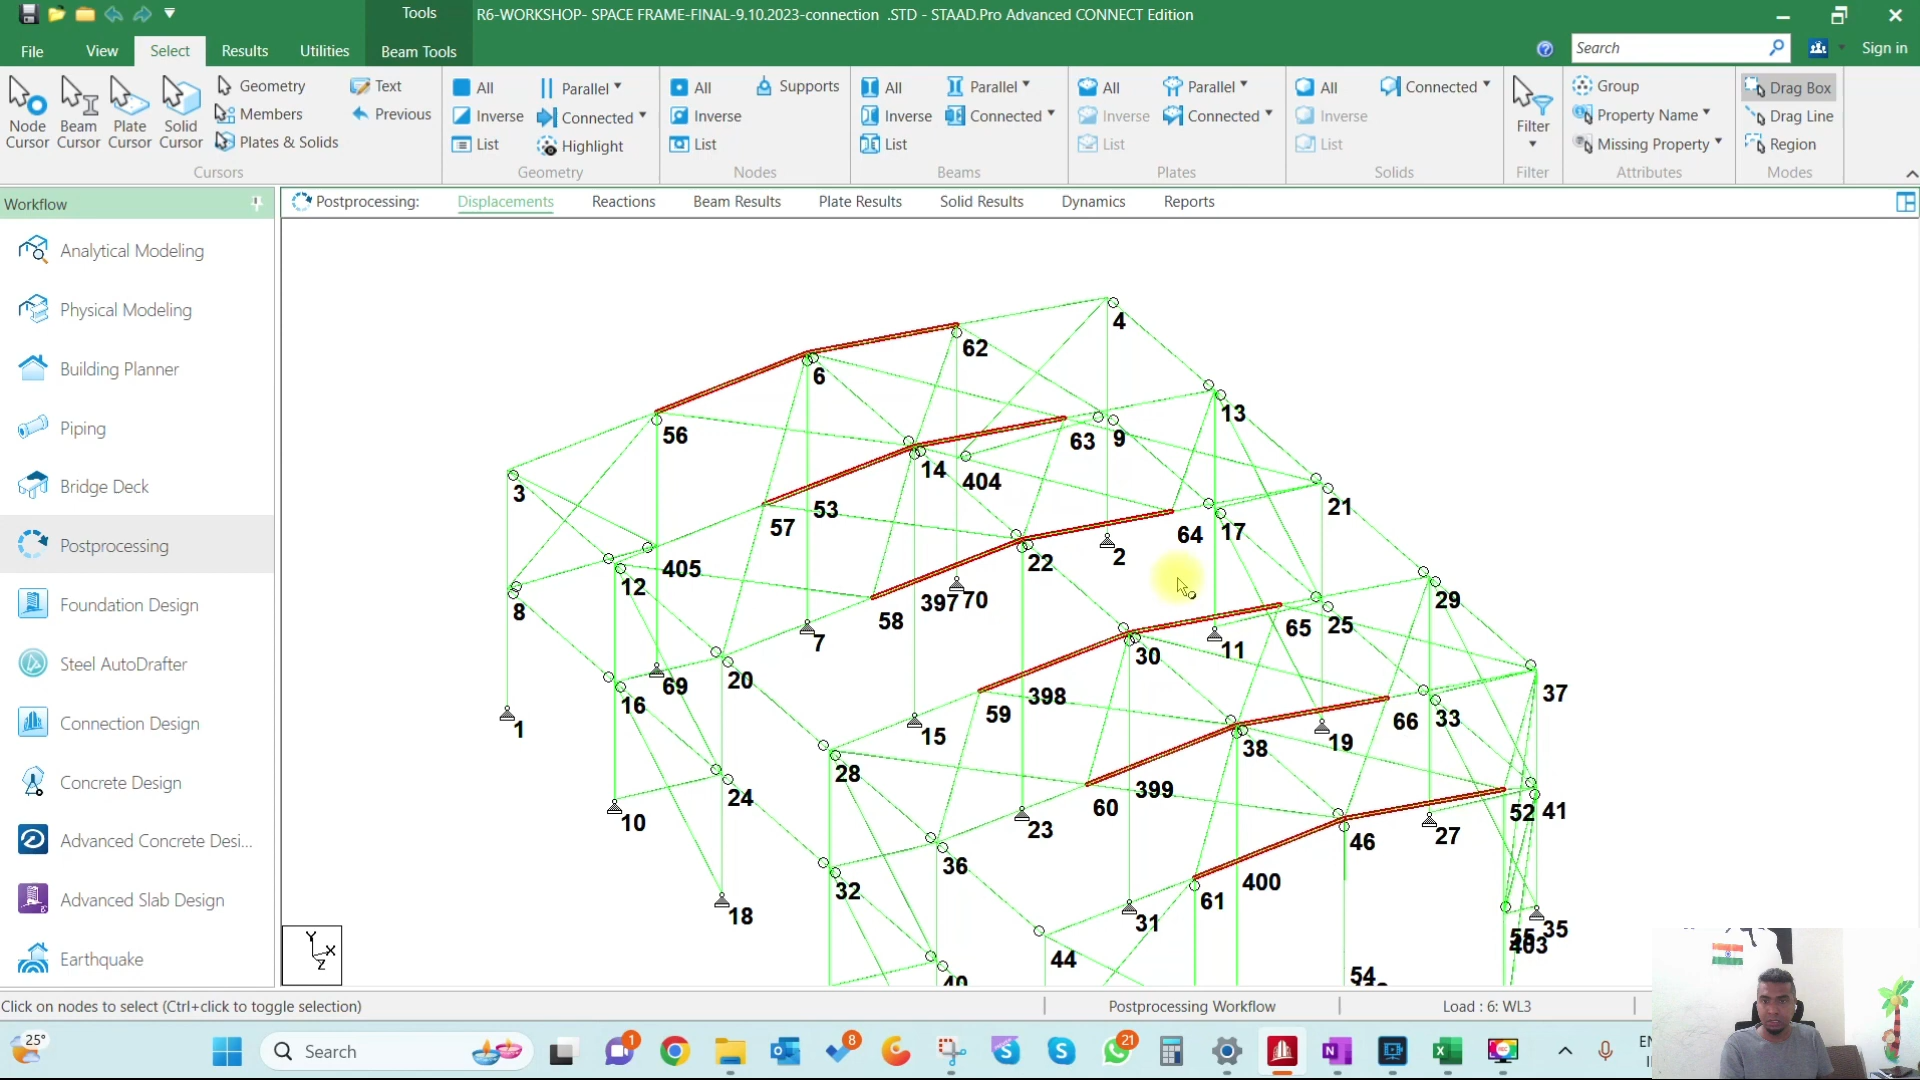 Tools
R6-WORKSHOP- SPACE FRAME-FINAL-9.10.2023-connection .STD - STAAD.Pro Advanced CONNECT Edition
File
View
Select
Results
Utilities
Beam Tools
Search
Sign in
Node Cursor
Beam Cursor
Plate Cursor
Solid Cursor
Geometry
Members
Plates & Solids
Text
Previous
Cursors
All
Inverse
List
Parallel
Connected
Highlight
Geometry
All
Inverse
List
Supports
Nodes
All
Inverse
List
Parallel
Connected
Beams
All
Inverse
List
Parallel
Connected
Plates
All
Inverse
List
Connected
Solids
Filter
Filter
Group
Property Name
Missing Property
Attributes
Drag Box
Drag Line
Region
Modes
Workflow
Postprocessing:
Displacements
Reactions
Beam Results
Plate Results
Solid Results
Dynamics
Reports
Analytical Modeling
Physical Modeling
Building Planner
Piping
Bridge Deck
Postprocessing
Foundation Design
Steel AutoDrafter
Connection Design
Concrete Design
Advanced Concrete Desi...
Advanced Slab Design
Earthquake
4
62
6
13
56
63
9
14
404
3
21
53
57
17
64
2
22
405
12
29
397
70
8
58
65
25
7
11
30
20
69
37
398
16
59
66
33
1
15
38
19
28
399
24
60
52
41
10
23
27
46
36
400
32
61
18
31
35
403
44
54
40
Y
X
Z
Click on nodes to select (Ctrl+click to toggle selection)
Postprocessing Workflow
Load : 6: WL3
25°
Search
1
8
21